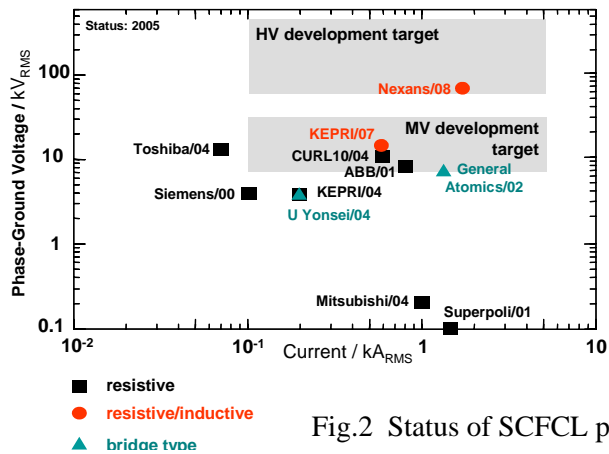 Status: 2005
HV development target
Phase-Ground Voltage / kVRMS
100
Nexans/08
KEPRI/07
MV development
target
Toshiba/04
CURL10/04
10
ABB/01
General
Atomics/02
Siemens/00
KEPRI/04
U Yonsei/04
1
Mitsubishi/04
Superpoli/01
0.1
10-2
10-1
1
10
Current / kARMS
resistive
resistive/inductive
bridge type
Fig.2 Status of SCFCL p